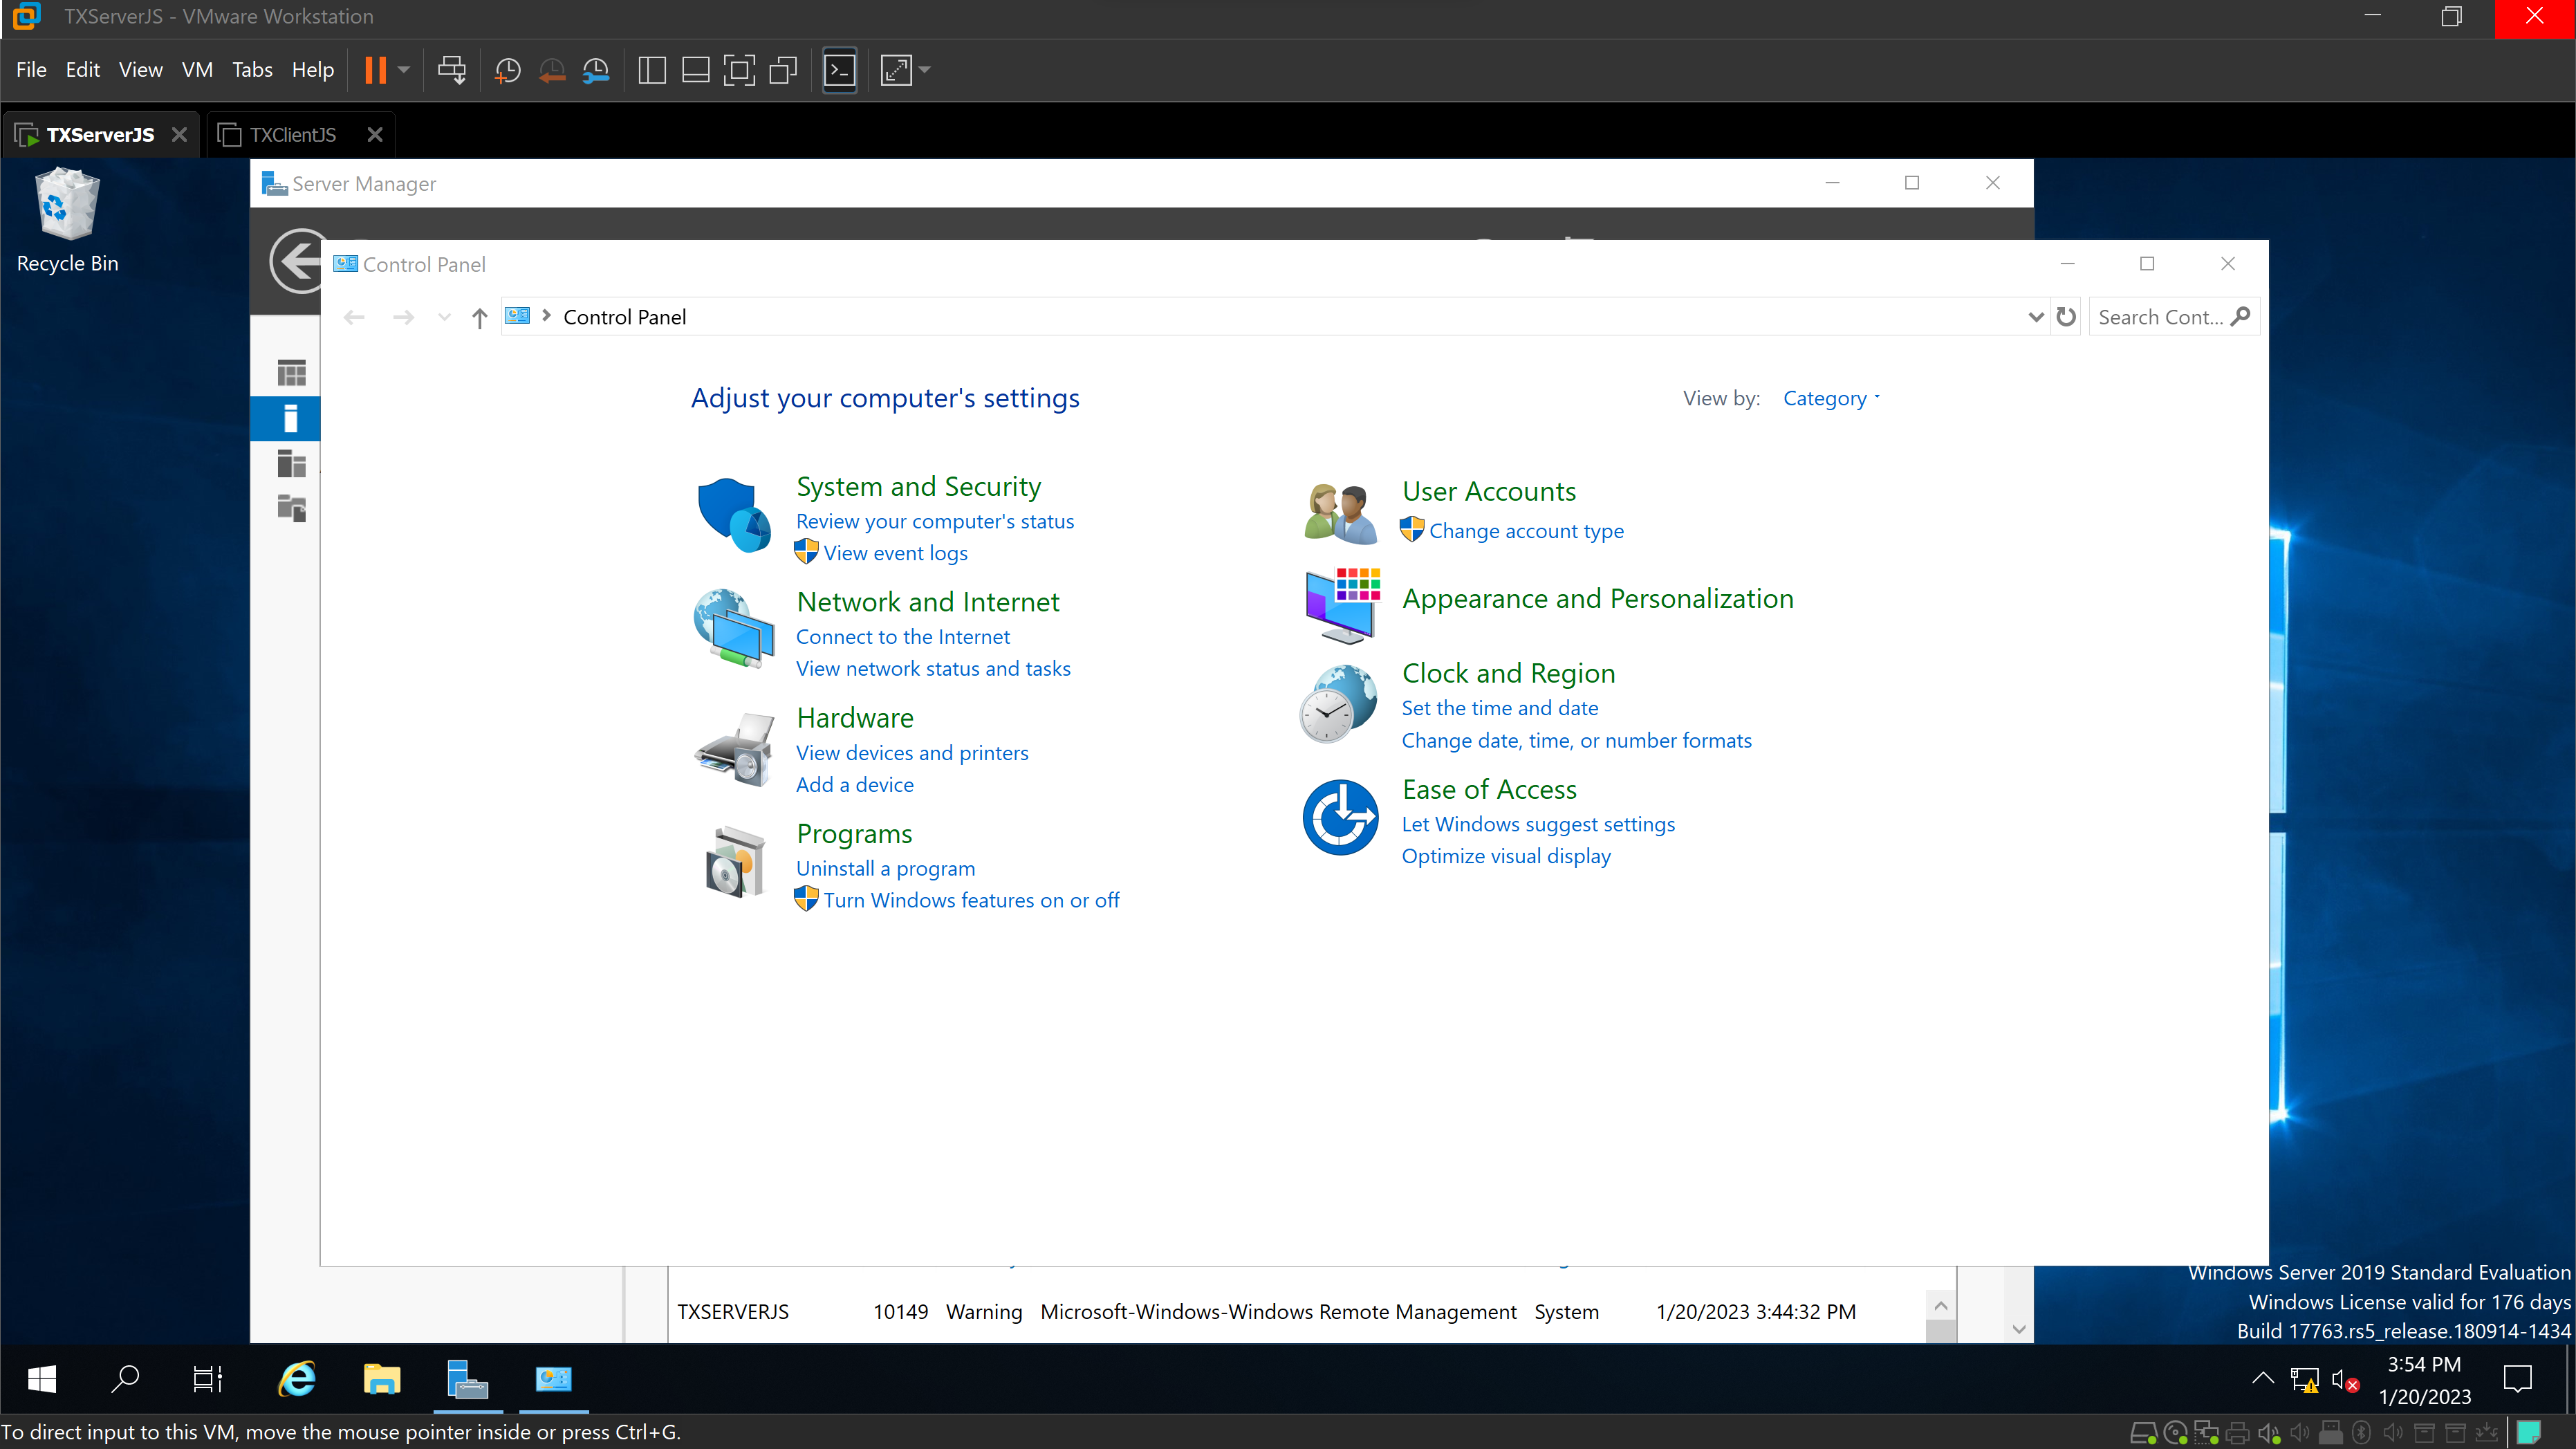 TXServerJS - VMware Workstation
File Edit View VM Tabs Help
TXServerJS
TXClientJS
Recycle Bin
Server Manager
Control Panel
Control Panel
Search Cont...
Adjust your computer's settings
View by: Category
System and Security
Review your computer's status
View event logs
Network and Internet
Connect to the Internet
View network status and tasks
Hardware
View devices and printers
Add a device
Programs
Uninstall a program
Turn Windows features on or off
User Accounts
Change account type
Appearance and Personalization
Clock and Region
Set the time and date
Change date, time, or number formats
Ease of Access
Let Windows suggest settings
Optimize visual display
TXSERVERJS 10149 Warning Microsoft-Windows-Windows Remote Management System 1/20/2023 3:44:32 PM
Windows Server 2019 Standard Evaluation
Windows License valid for 176 days
Build 17763.rs5_release.180914-1434
3:54 PM
1/20/2023
To direct input to this VM, move the mouse pointer inside or press Ctrl+G.